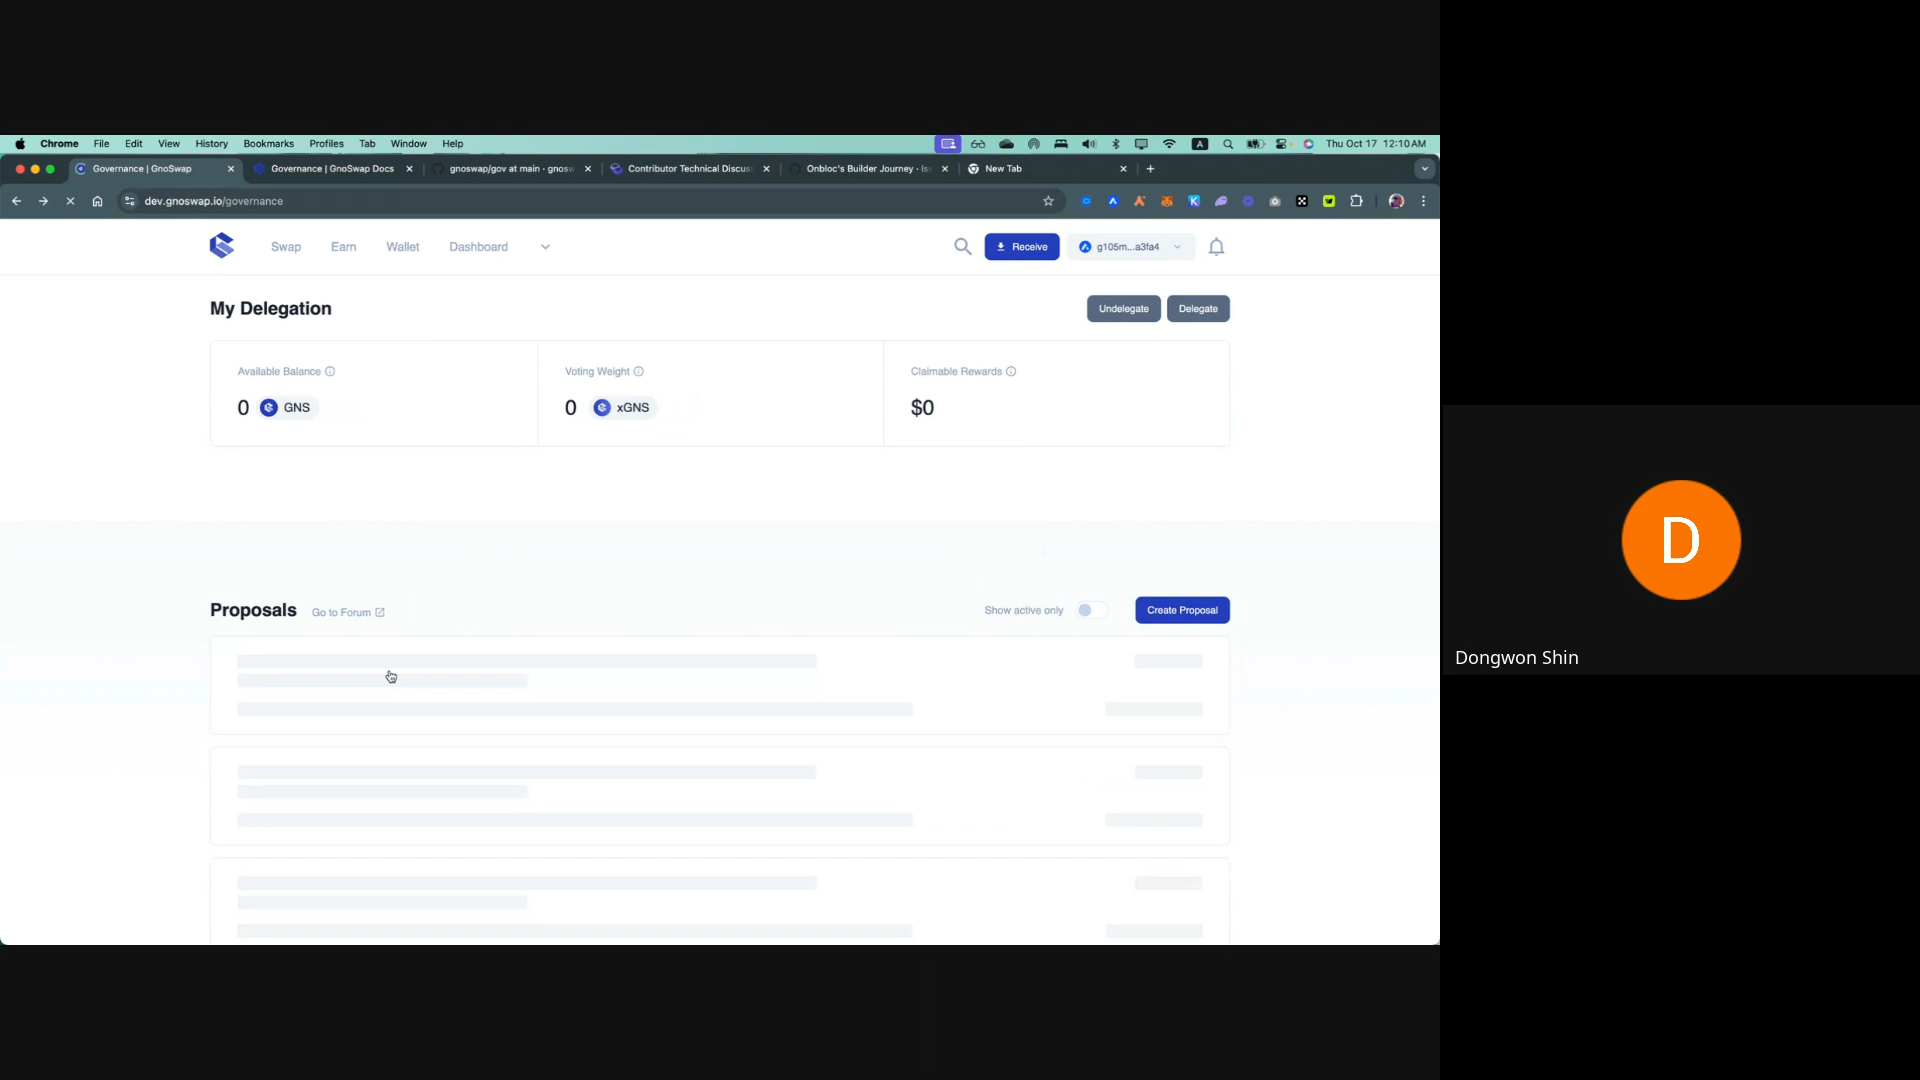 Chrome File Edit View History Bookmarks Profiles Tab Window Help A Thu Oct 17 12:10 AM
Governance | GnoSwap Governance | GnoSwap Docs gnoswap/gov at main · gnosw Contributor Technical Discus Onbloc's Builder Journey · Is New Tab
dev.gnoswap.io/governance
Swap Earn Wallet Dashboard Receive g105m...a3fa4
My Delegation Undelegate Delegate
Available Balance Voting Weight Claimable Rewards
0 GNS 0 xGNS $0
D
Proposals Go to Forum Show active only Create Proposal
Dongwon Shin